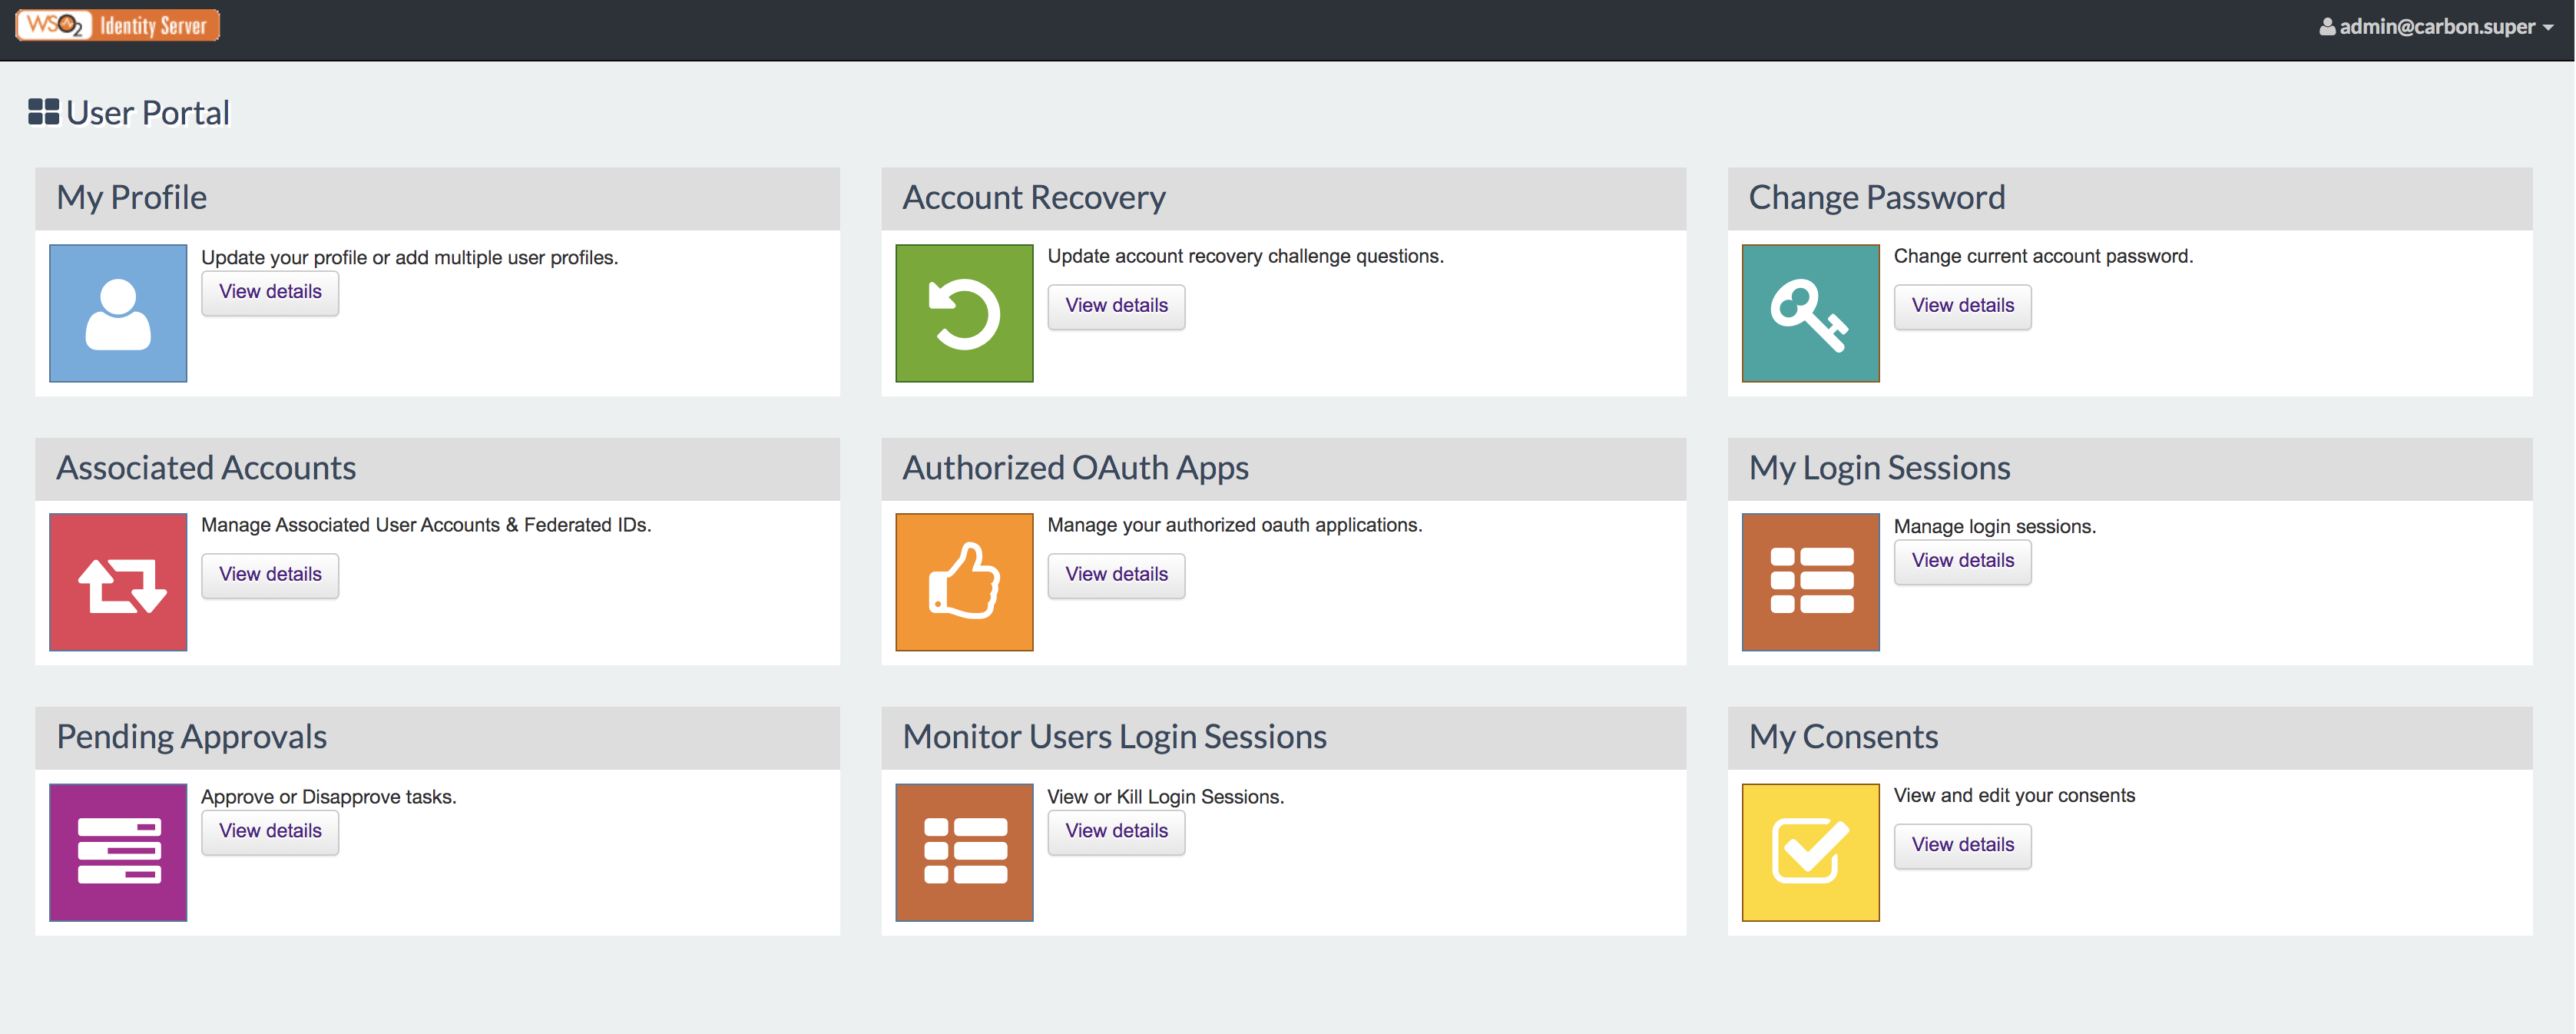 WSO2 Identity Server
admin@carbon.super
User Portal
My Profile
Update your profile or add multiple user profiles.
View details
Account Recovery
Update account recovery challenge questions.
View details
Change Password
Change current account password.
View details
Associated Accounts
Manage Associated User Accounts & Federated IDs.
View details
Authorized OAuth Apps
Manage your authorized oauth applications.
View details
My Login Sessions
Manage login sessions.
View details
Pending Approvals
Approve or Disapprove tasks.
View details
Monitor Users Login Sessions
View or Kill Login Sessions.
View details
My Consents
View and edit your consents
View details